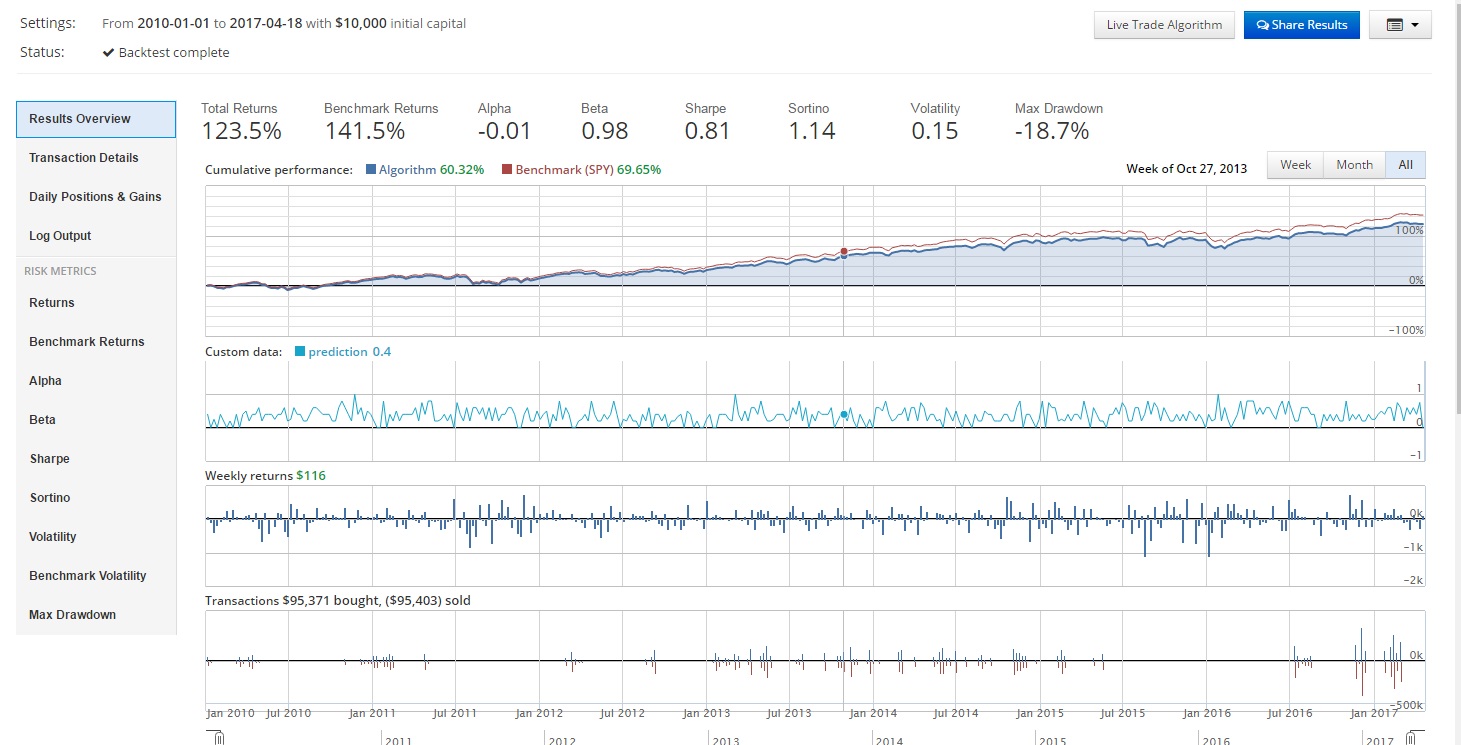 Settings: From 2010-01-01 to 2017-04-18 with $10,000 initial capital
Live Trade Algorithm Share Results
Status: Backtest complete
Results Overview
Transaction Details
Daily Positions & Gains
Log Output
RISK METRICS
Returns
Benchmark Returns
Alpha
Beta
Sharpe
Sortino
Volatility
Benchmark Volatility
Max Drawdown
Total Returns Benchmark Returns Alpha Beta Sharpe Sortino Volatility Max Drawdown
123.5% 141.5% -0.01 0.98 0.81 1.14 0.15 -18.7%
Cumulative performance: Algorithm 60.32% Benchmark (SPY) 69.65% Week of Oct 27, 2013 Week Month All
100%
0%
-100%
Custom data: prediction 0.4
1
0
-1
Weekly returns $116
0k
-1k
-2k
Transactions $95,371 bought, ($95,403) sold
0k
-500k
Jan 2010 Jul 2010 Jan 2011 Jul 2011 Jan 2012 Jul 2012 Jan 2013 Jul 2013 Jan 2014 Jul 2014 Jan 2015 Jul 2015 Jan 2016 Jul 2016 Jan 2017
2011 2012 2013 2014 2015 2016 2017